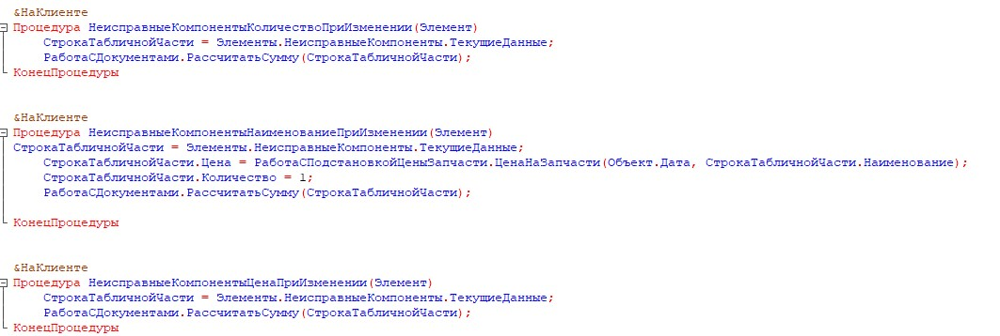 &НаКлиенте
Процедура НеисправныеКомпонентыКоличествоПриИзменении(Элемент)
    СтрокаТабличнойЧасти = Элементы.НеисправныеКомпоненты.ТекущиеДанные;
    РаботаСДокументами.РассчитатьСумму(СтрокаТабличнойЧасти);
КонецПроцедуры
&НаКлиенте
Процедура НеисправныеКомпонентыНаименованиеПриИзменении(Элемент)
СтрокаТабличнойЧасти = Элементы.НеисправныеКомпоненты.ТекущиеДанные;
    СтрокаТабличнойЧасти.Цена = РаботаСПодстановкойЦеныЗапчасти.ЦенаНаЗапчасти(Объект.Дата, СтрокаТабличнойЧасти.Наименование);
    СтрокаТабличнойЧасти.Количество = 1;
    РаботаСДокументами.РассчитатьСумму(СтрокаТабличнойЧасти);
КонецПроцедуры
&НаКлиенте
Процедура НеисправныеКомпонентыЦенаПриИзменении(Элемент)
    СтрокаТабличнойЧасти = Элементы.НеисправныеКомпоненты.ТекущиеДанные;
    РаботаСДокументами.РассчитатьСумму(СтрокаТабличнойЧасти);
КонецПроцедуры